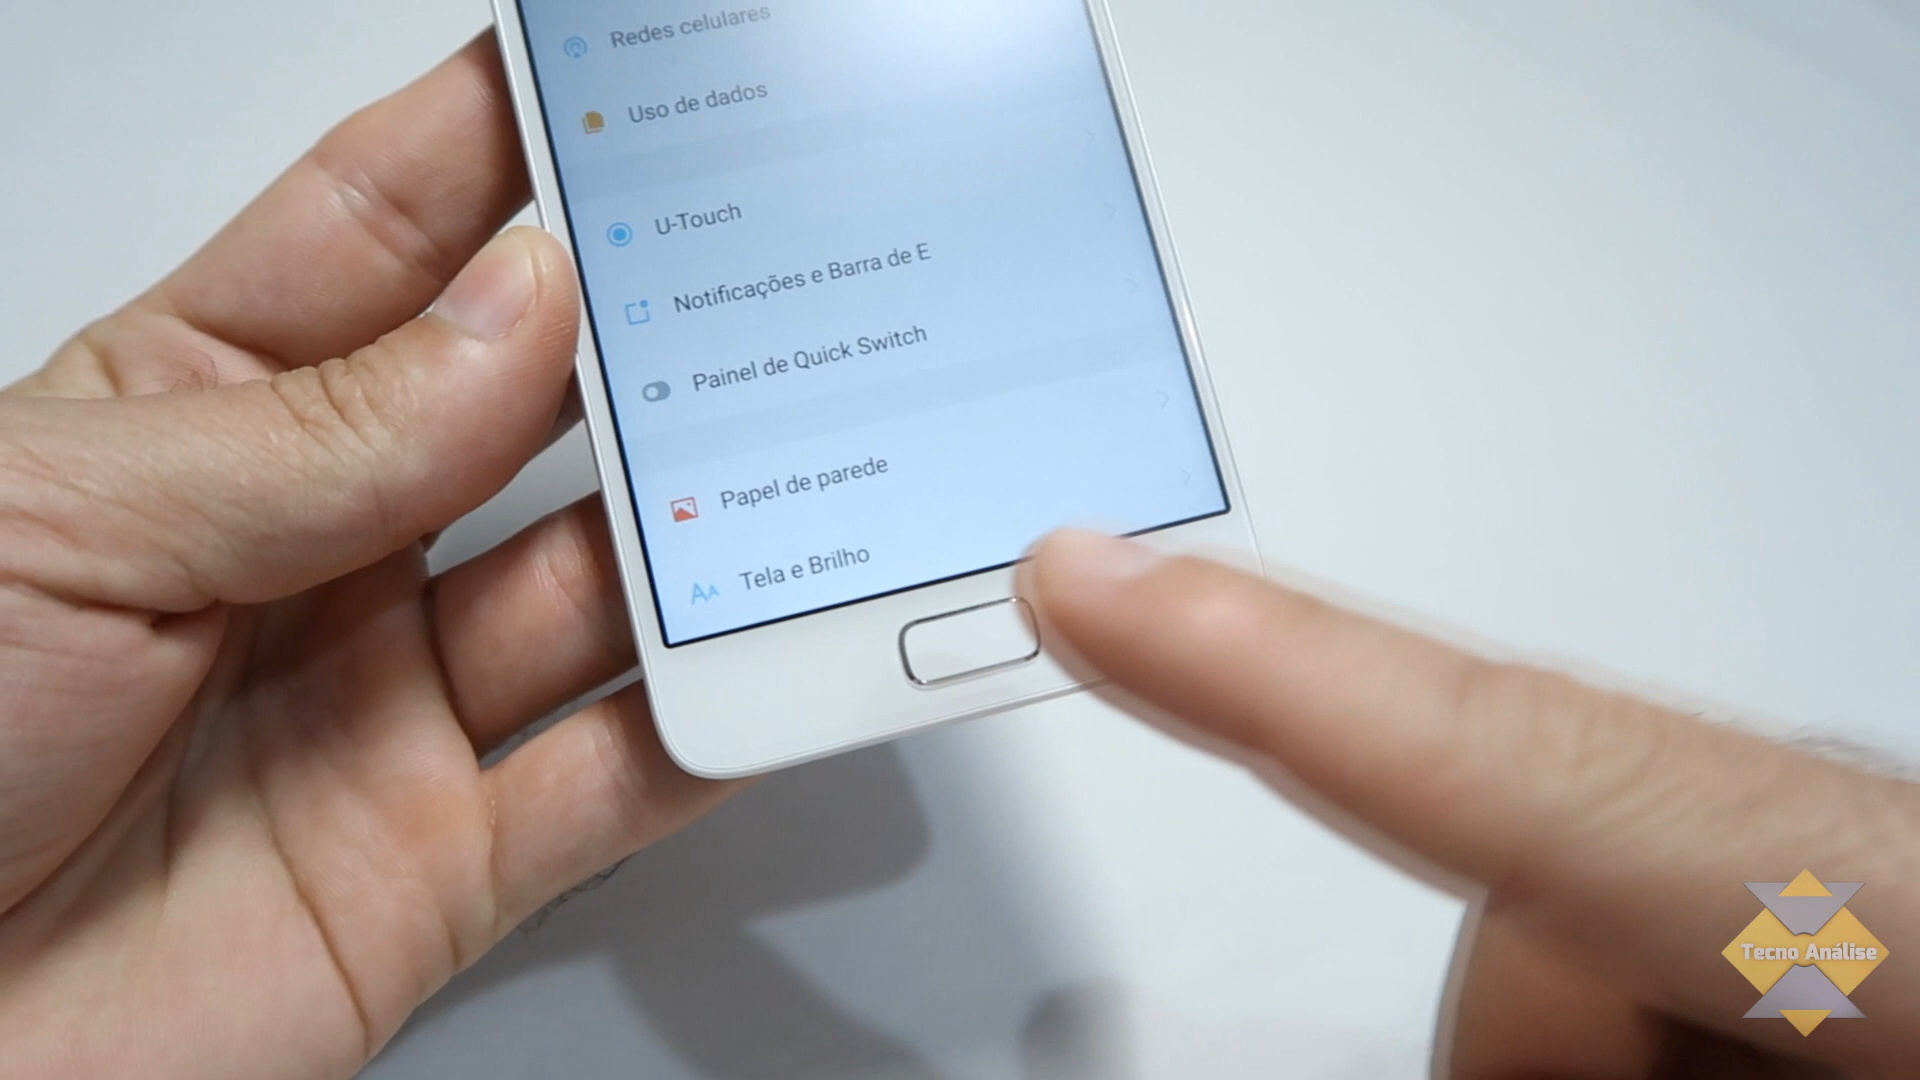 Redes celulares
Uso de dados
U-Touch
Notificações e Barra de E
Painel de Quick Switch
Papel de parede
AA Tela e Brilho
Tecno Análise